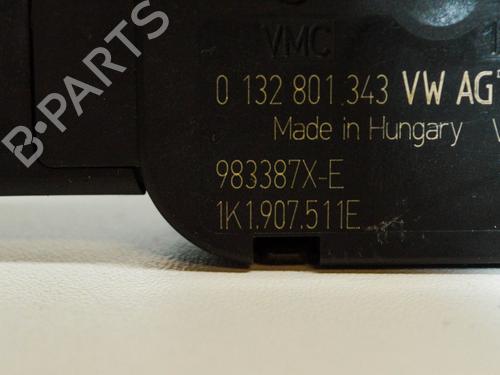 B·PARTS
VMC
0 132 801 343 VW AG
Made in Hungary
983387X-E
1K1.907.511E